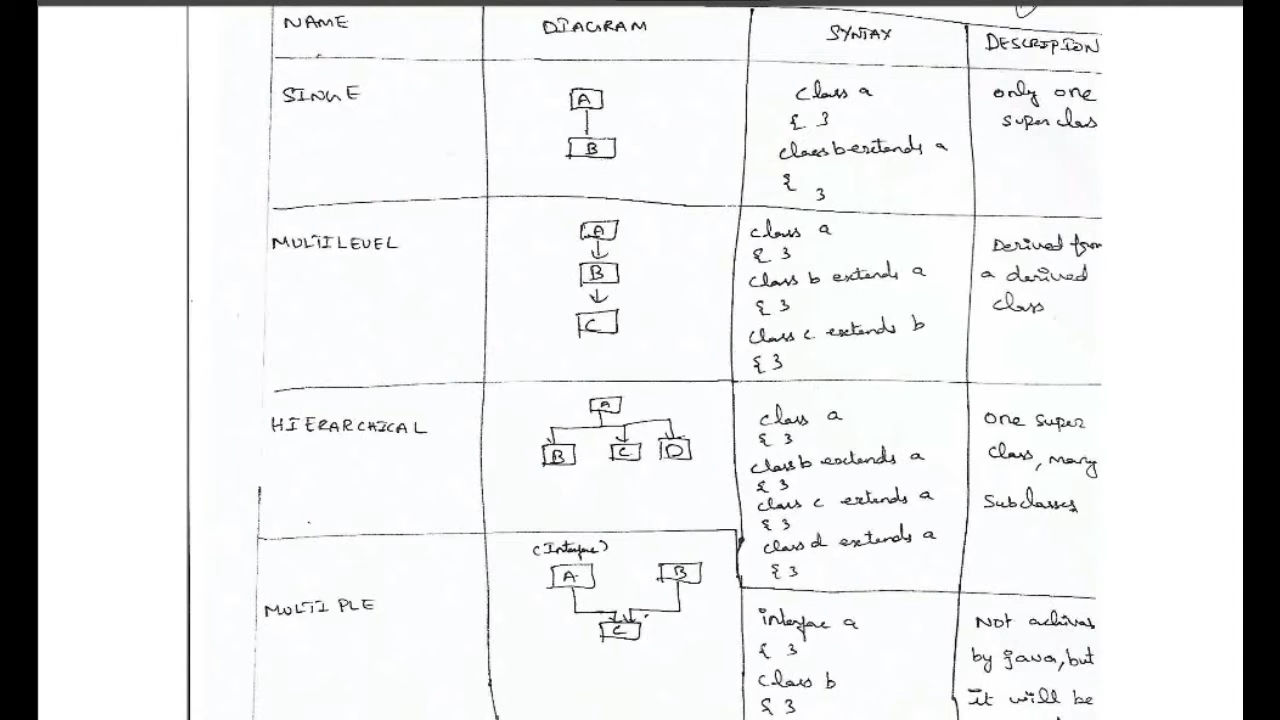 NAME
DIAGRAM
SYNTAX
DESCRIPTION
SINGLE
A
B
class a
{ }
class b extends a
{
}
only one
super class
MULTILEVEL
A
B
C
class a
{ }
class b extends a
{ }
class c extends b
{ }
Derived from
a derived
class
HIERARCHICAL
A
B C D
class a
{ }
class b extends a
{ }
class c extends a
{ }
class d extends a
{ }
one super
class, many
subclasses
MULTIPLE
(Interface)
A B
C
interface a
{ }
class b
{ }
Not achives
by java, but
it will be